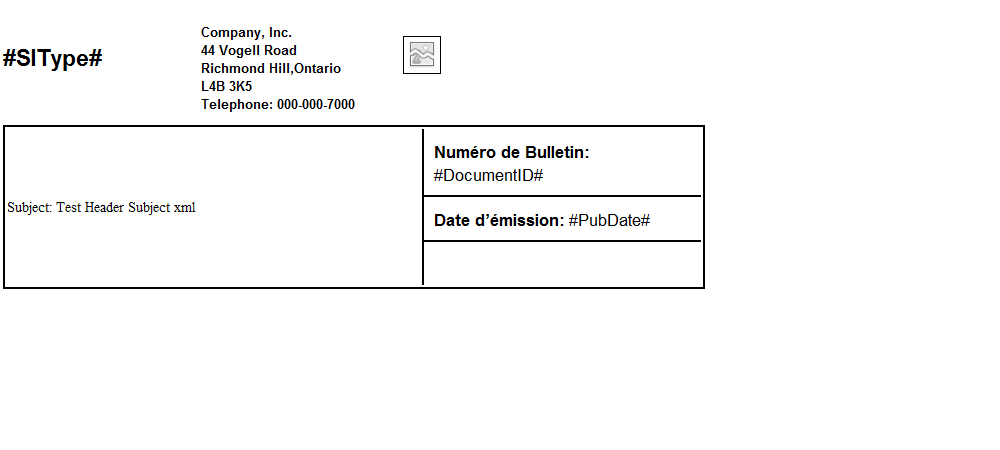 #SIType#
Company, Inc.
44 Vogell Road
Richmond Hill,Ontario
L4B 3K5
Telephone: 000-000-7000
Subject: Test Header Subject xml
Numéro de Bulletin:
#DocumentID#
Date d’émission: #PubDate#